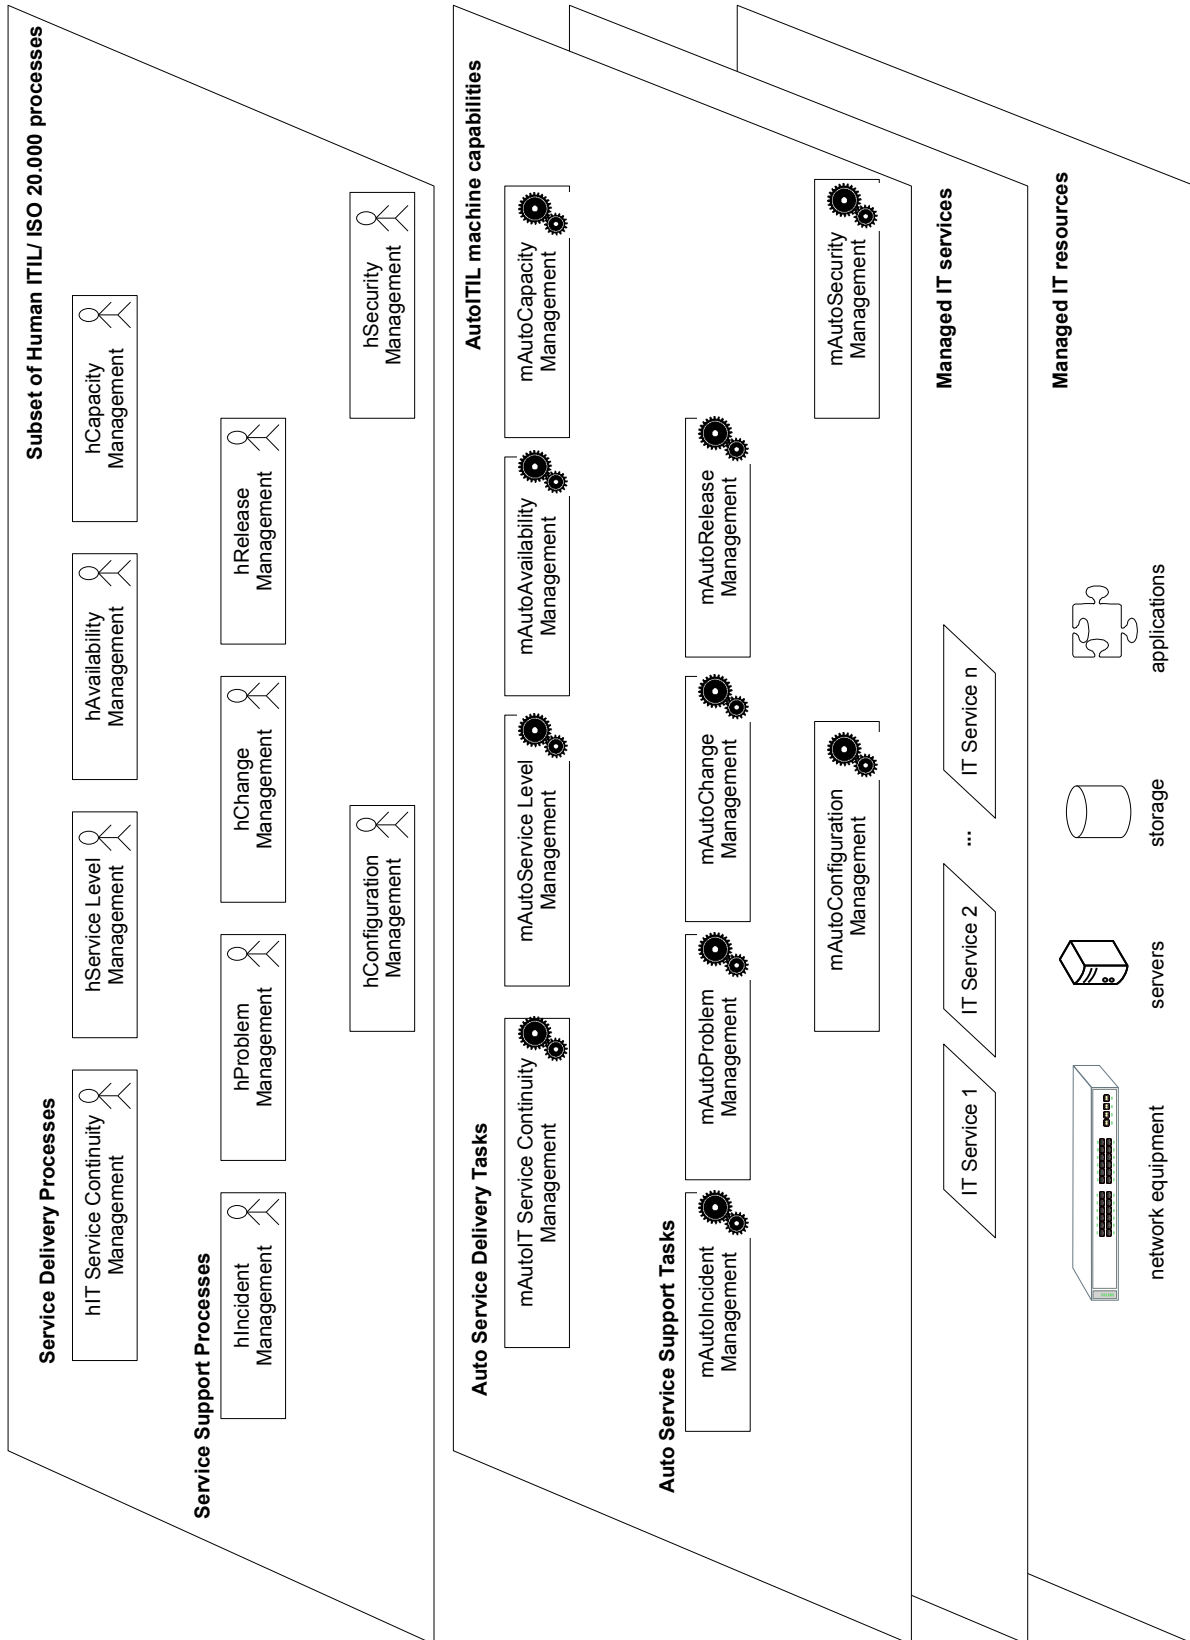 Subset of Human ITIL/ ISO 20.000 processes
Service Delivery Processes
hIT Service Continuity
Management
hService Level
Management
hAvailability
Management
hCapacity
Management
Service Support Processes
hIncident
Management
hProblem
Management
hChange
Management
hRelease
Management
hConfiguration
Management
hSecurity
Management
AutoITIL machine capabilities
Auto Service Delivery Tasks
mAutoIT Service Continuity
Management
mAutoService Level
Management
mAutoAvailability
Management
mAutoCapacity
Management
Auto Service Support Tasks
mAutoIncident
Management
mAutoProblem
Management
mAutoChange
Management
mAutoRelease
Management
mAutoConfiguration
Management
mAutoSecurity
Management
Managed IT services
IT Service 1
IT Service 2
...
IT Service n
Managed IT resources
network equipment
servers
storage
applications